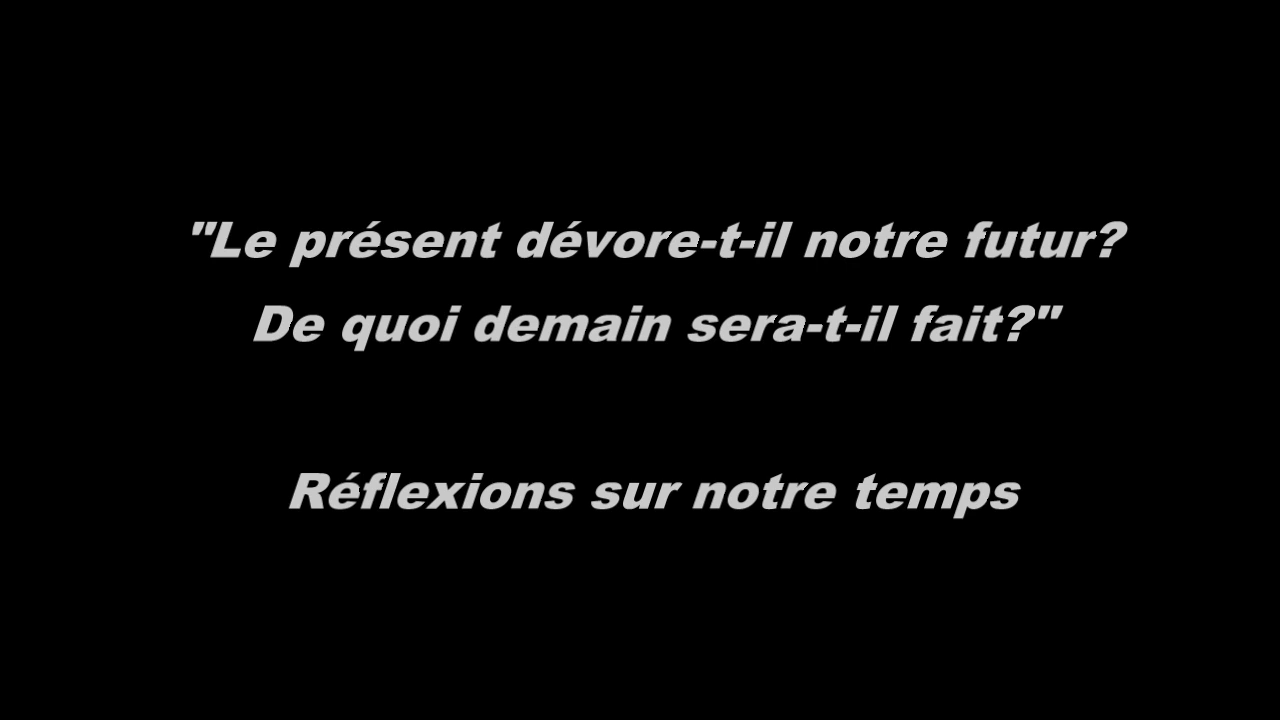 "Le présent dévore-t-il notre futur?
De quoi demain sera-t-il fait?"
Réflexions sur notre temps